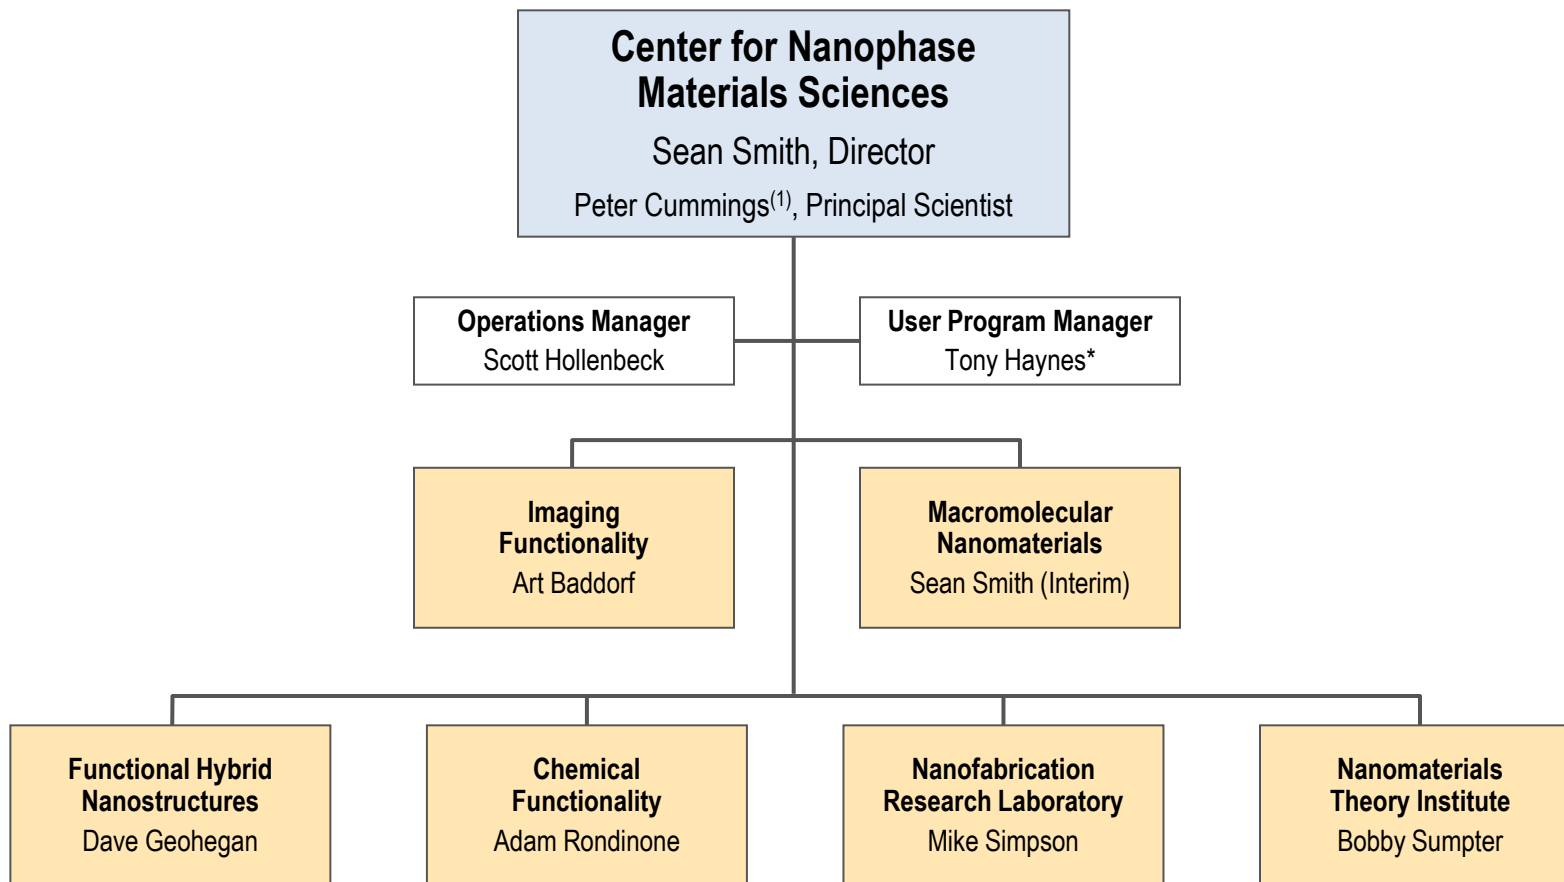 Center for Nanophase
Materials Sciences
Sean Smith, Director
Peter Cummings(1), Principal Scientist
Operations Manager
Scott Hollenbeck
User Program Manager
Tony Haynes*
Imaging
Functionality
Art Baddorf
Macromolecular
Nanomaterials
Sean Smith (Interim)
Functional Hybrid
Nanostructures
Dave Geohegan
Chemical
Functionality
Adam Rondinone
Nanofabrication
Research Laboratory
Mike Simpson
Nanomaterials
Theory Institute
Bobby Sumpter